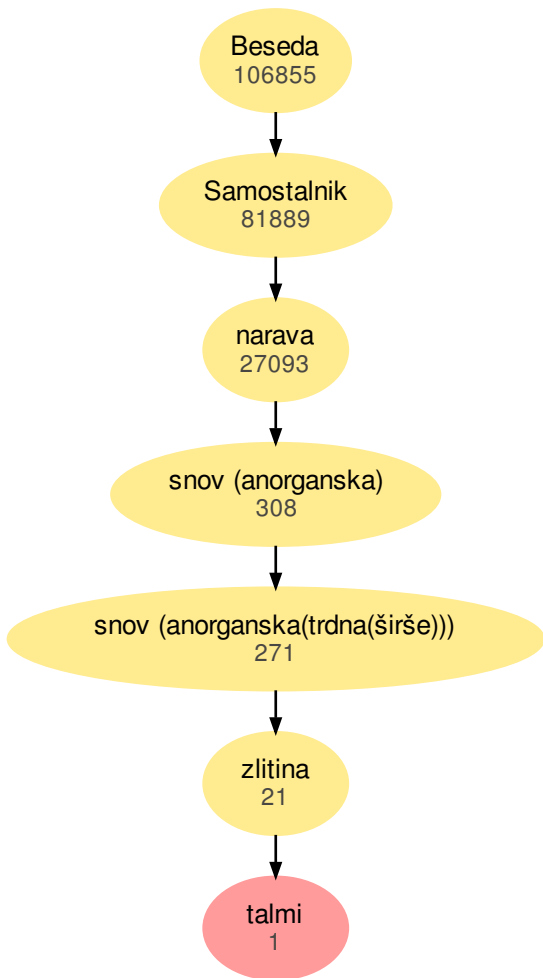 Beseda
106855
Samostalnik
81889
narava
27093
snov (anorganska)
308
snov (anorganska(trdna(širše)))
271
zlitina
21
talmi
1